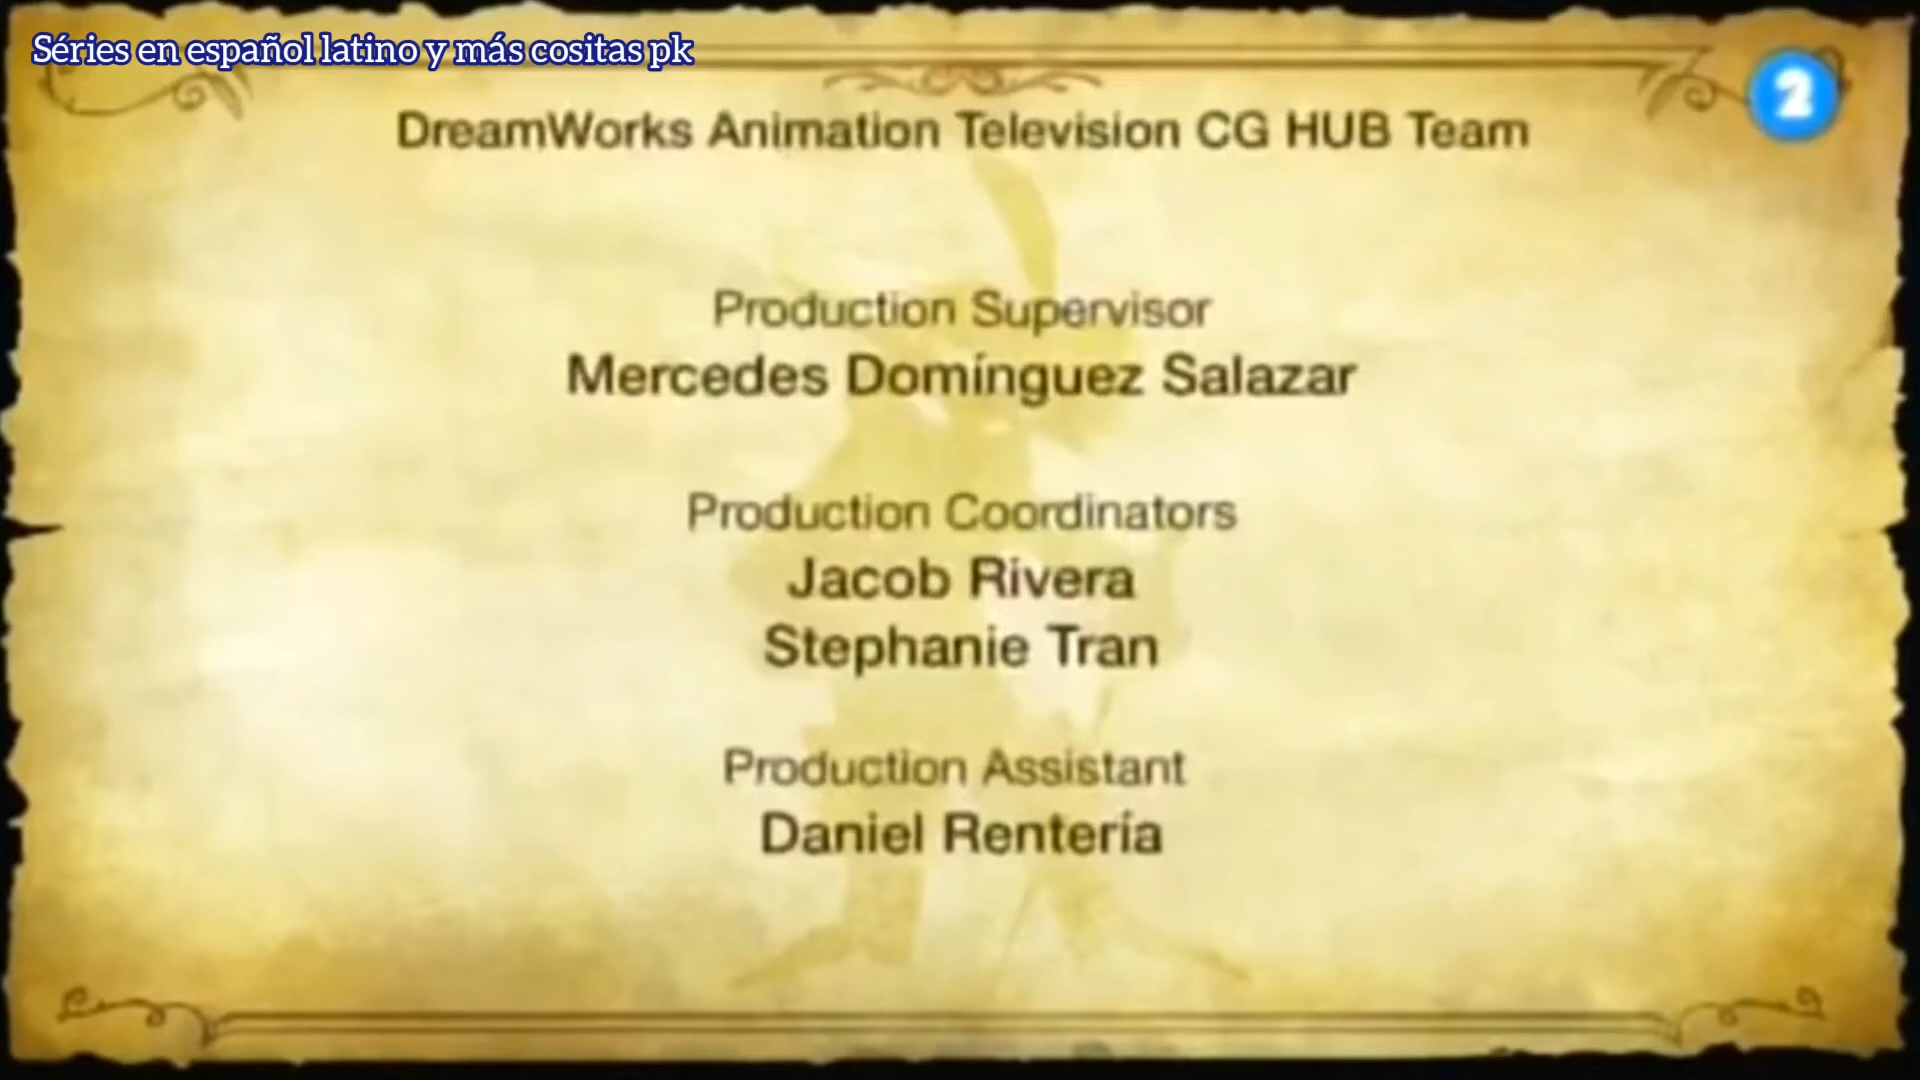 Séries en español latino y más cositas pk
2
DreamWorks Animation Television CG HUB Team
Production Supervisor
Mercedes Domínguez Salazar
Production Coordinators
Jacob Rivera
Stephanie Tran
Production Assistant
Daniel Rentería